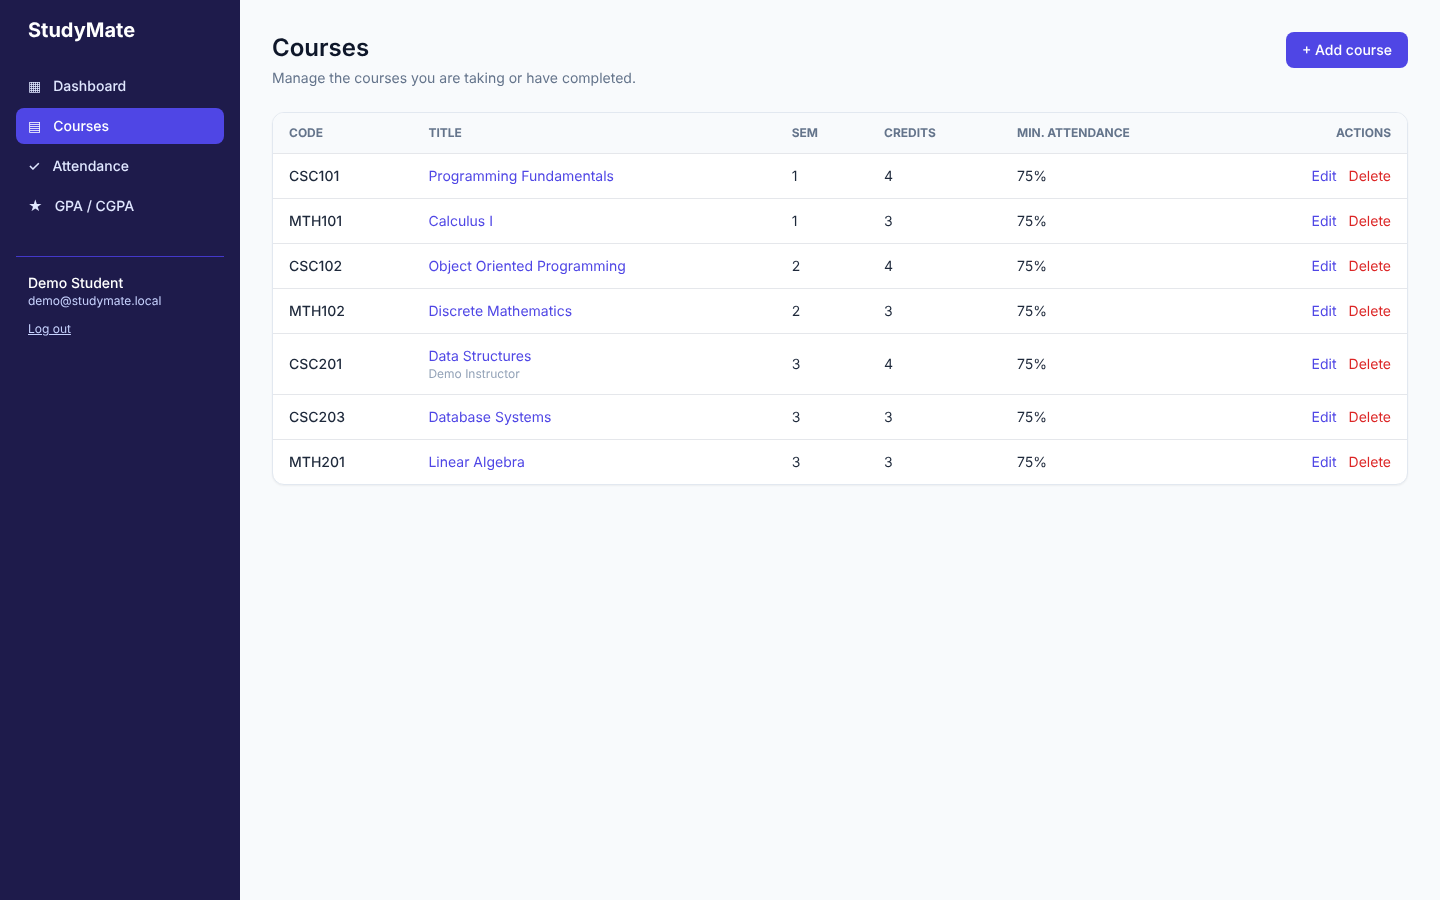 StudyMate
Dashboard
Courses
Attendance
GPA / CGPA
Demo Student
demo@studymate.local
Log out
Courses
Manage the courses you are taking or have completed.
+ Add course
CODE TITLE SEM CREDITS MIN. ATTENDANCE ACTIONS
CSC101 Programming Fundamentals 1 4 75% Edit Delete
MTH101 Calculus I 1 3 75% Edit Delete
CSC102 Object Oriented Programming 2 4 75% Edit Delete
MTH102 Discrete Mathematics 2 3 75% Edit Delete
CSC201 Data Structures 3 4 75% Edit Delete
Demo Instructor
CSC203 Database Systems 3 3 75% Edit Delete
MTH201 Linear Algebra 3 3 75% Edit Delete